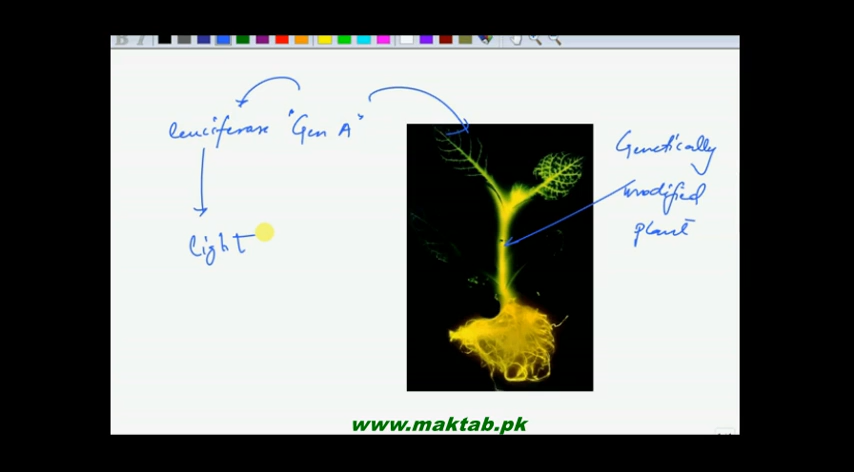 luciferase "Gen A"
Genetically
modified
plant
light
www.maktab.pk